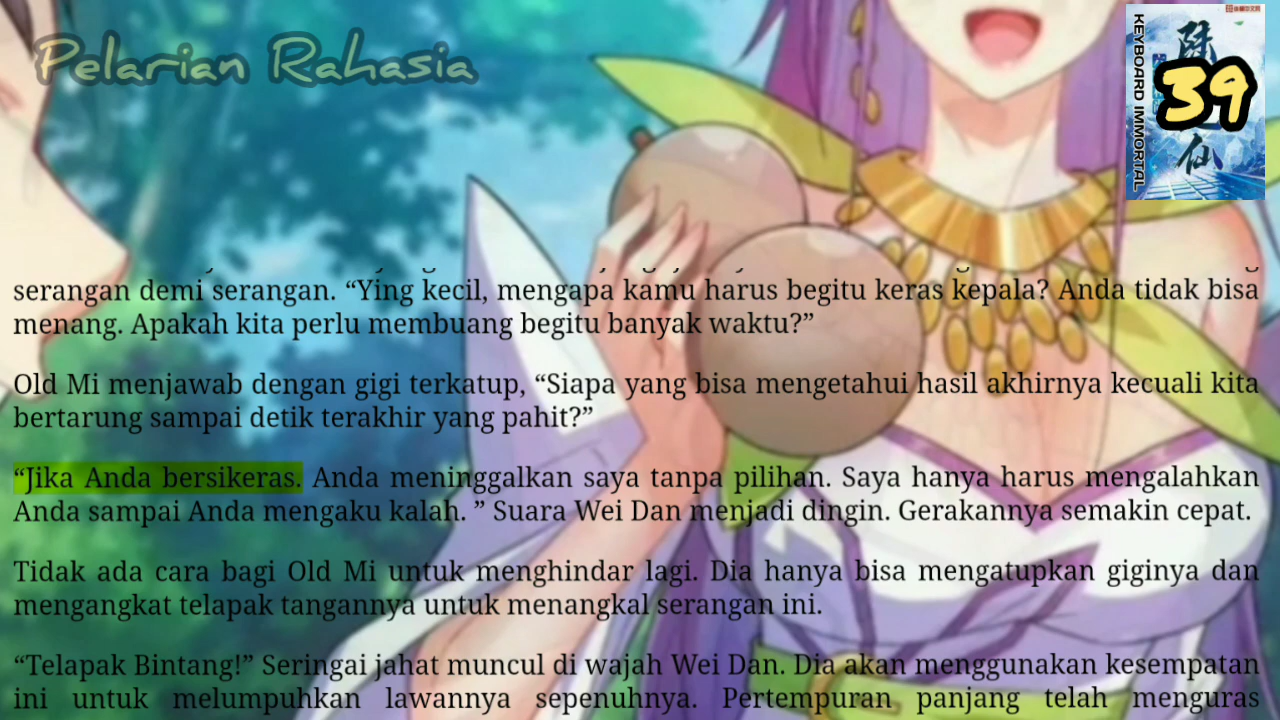 Pelarian Rahasia
KEYBOARD IMMORTAL
39
仙
serangan demi serangan. “Ying kecil, mengapa kamu harus begitu keras kepala? Anda tidak bisa
menang. Apakah kita perlu membuang begitu banyak waktu?”
Old Mi menjawab dengan gigi terkatup, “Siapa yang bisa mengetahui hasil akhirnya kecuali kita
bertarung sampai detik terakhir yang pahit?”
“Jika Anda bersikeras. Anda meninggalkan saya tanpa pilihan. Saya hanya harus mengalahkan
Anda sampai Anda mengaku kalah. ” Suara Wei Dan menjadi dingin. Gerakannya semakin cepat.
Tidak ada cara bagi Old Mi untuk menghindar lagi. Dia hanya bisa mengatupkan giginya dan
mengangkat telapak tangannya untuk menangkal serangan ini.
“Telapak Bintang!” Seringai jahat muncul di wajah Wei Dan. Dia akan menggunakan kesempatan
ini untuk melumpuhkan lawannya sepenuhnya. Pertempuran panjang telah menguras